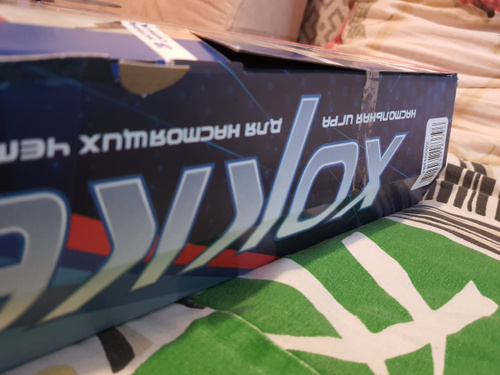 ХОККЕ
НАСТОЛЬНАЯ ИГРА ДЛЯ НАСТОЯЩИХ ЧЕМ